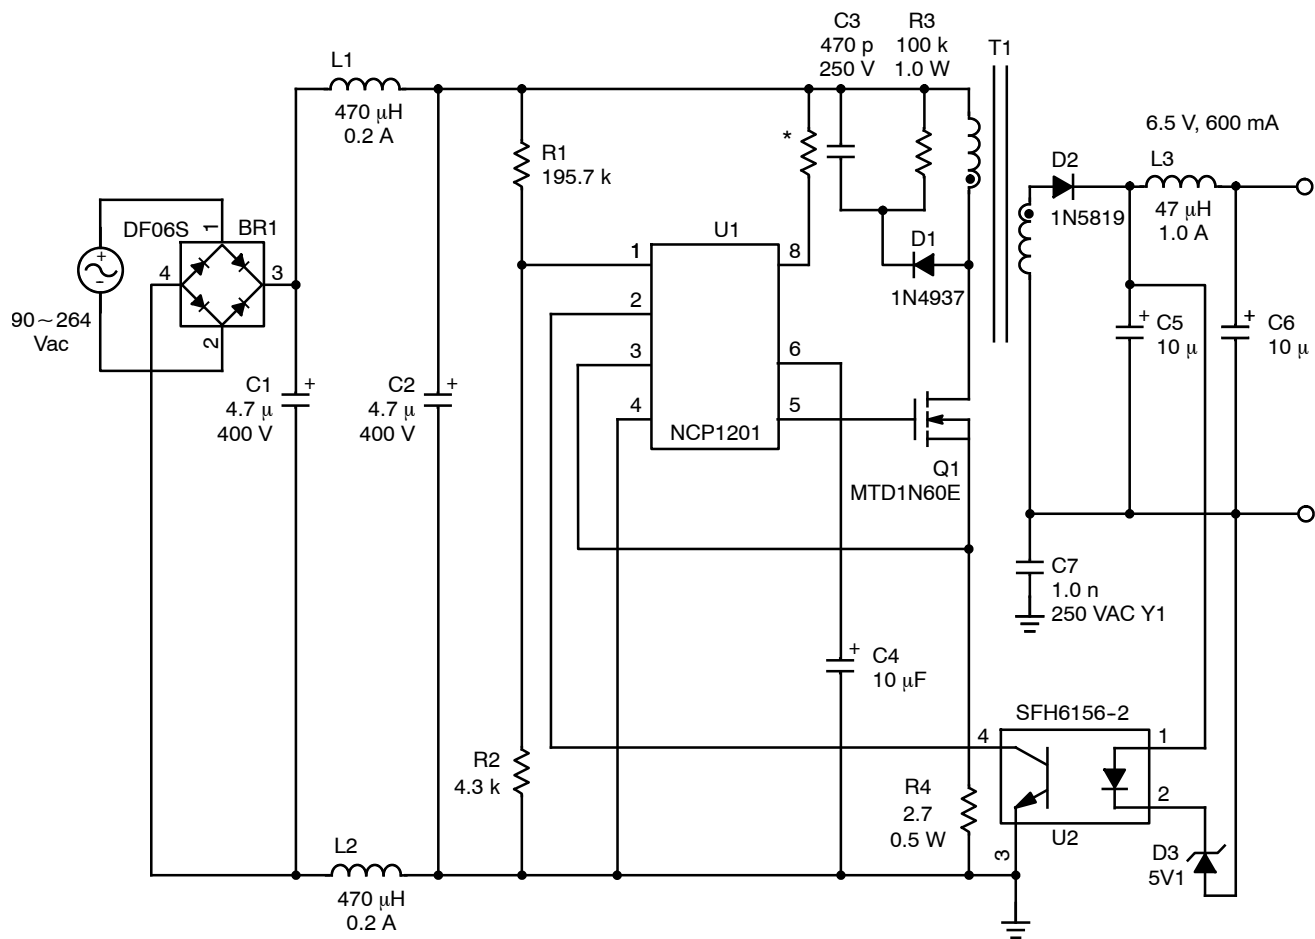 L1
470 μH
0.2 A
C3
470 p
250 V
R3
100 k
1.0 W
T1
*
R1
195.7 k
6.5 V, 600 mA
D2
1N5819
L3
47 μH
1.0 A
DF06S
BR1
1
4
3
2
+
−
90~264
Vac
U1
1
2
3
4
8
6
5
NCP1201
D1
1N4937
C1
4.7 μ
400 V
+
C2
4.7 μ
400 V
+
+
C5
10 μ
+
C6
10 μ
Q1
MTD1N60E
C7
1.0 n
250 VAC Y1
+
C4
10 μF
SFH6156-2
4
1
2
3
U2
R2
4.3 k
R4
2.7
0.5 W
D3
5V1
L2
470 μH
0.2 A